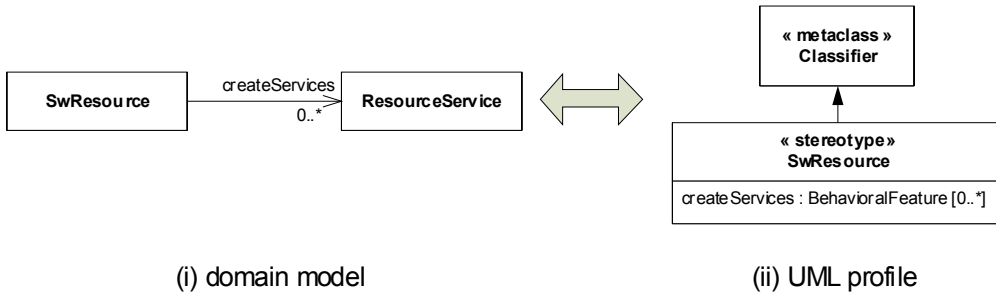 SwResource
createServices
0..*
ResourceService
« metaclass »
Classifier
« stereotype»
SwResource
createServices : BehavioralFeature [0..*]
(i) domain model
(ii) UML profile